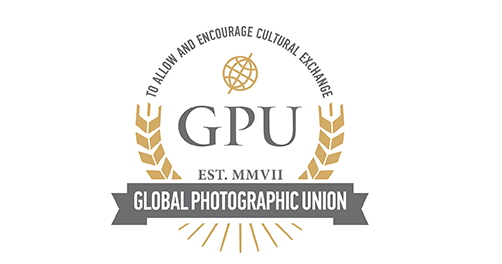 TO ALLOW AND ENCOURAGE CULTURAL EXCHANGE
GPU
EST. MMVII
GLOBAL PHOTOGRAPHIC UNION